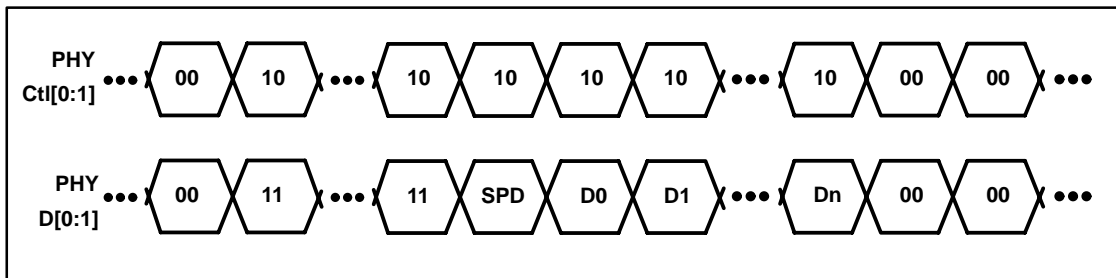 PHY
Ctl[0:1] ••• 00 10 ••• 10 10 10 10 ••• 10 00 00 •••
PHY
D[0:1] ••• 00 11 ••• 11 SPD D0 D1 ••• Dn 00 00 •••